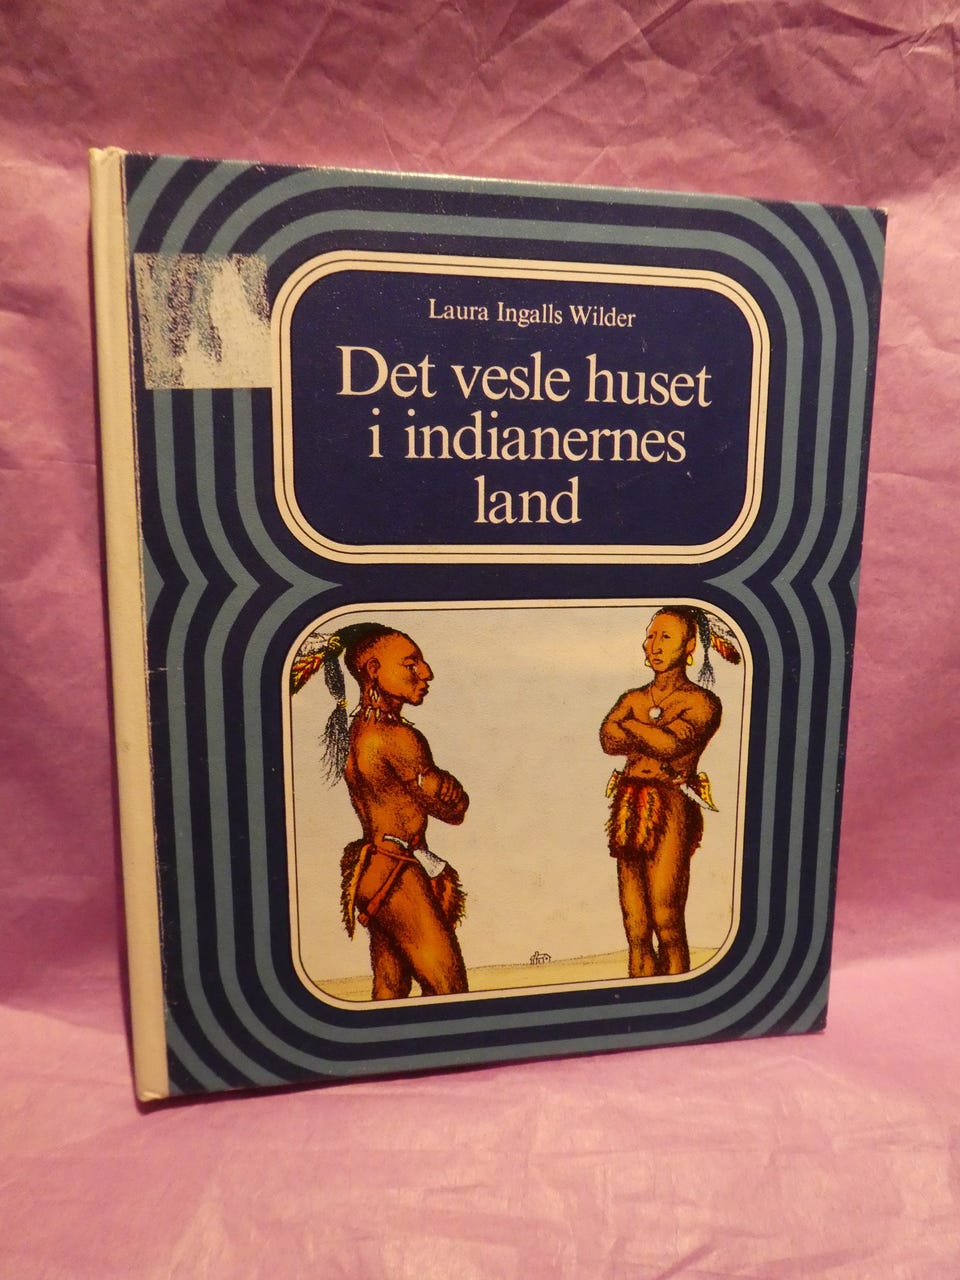 Laura Ingalls Wilder
Det vesle huset
i indianernes
land